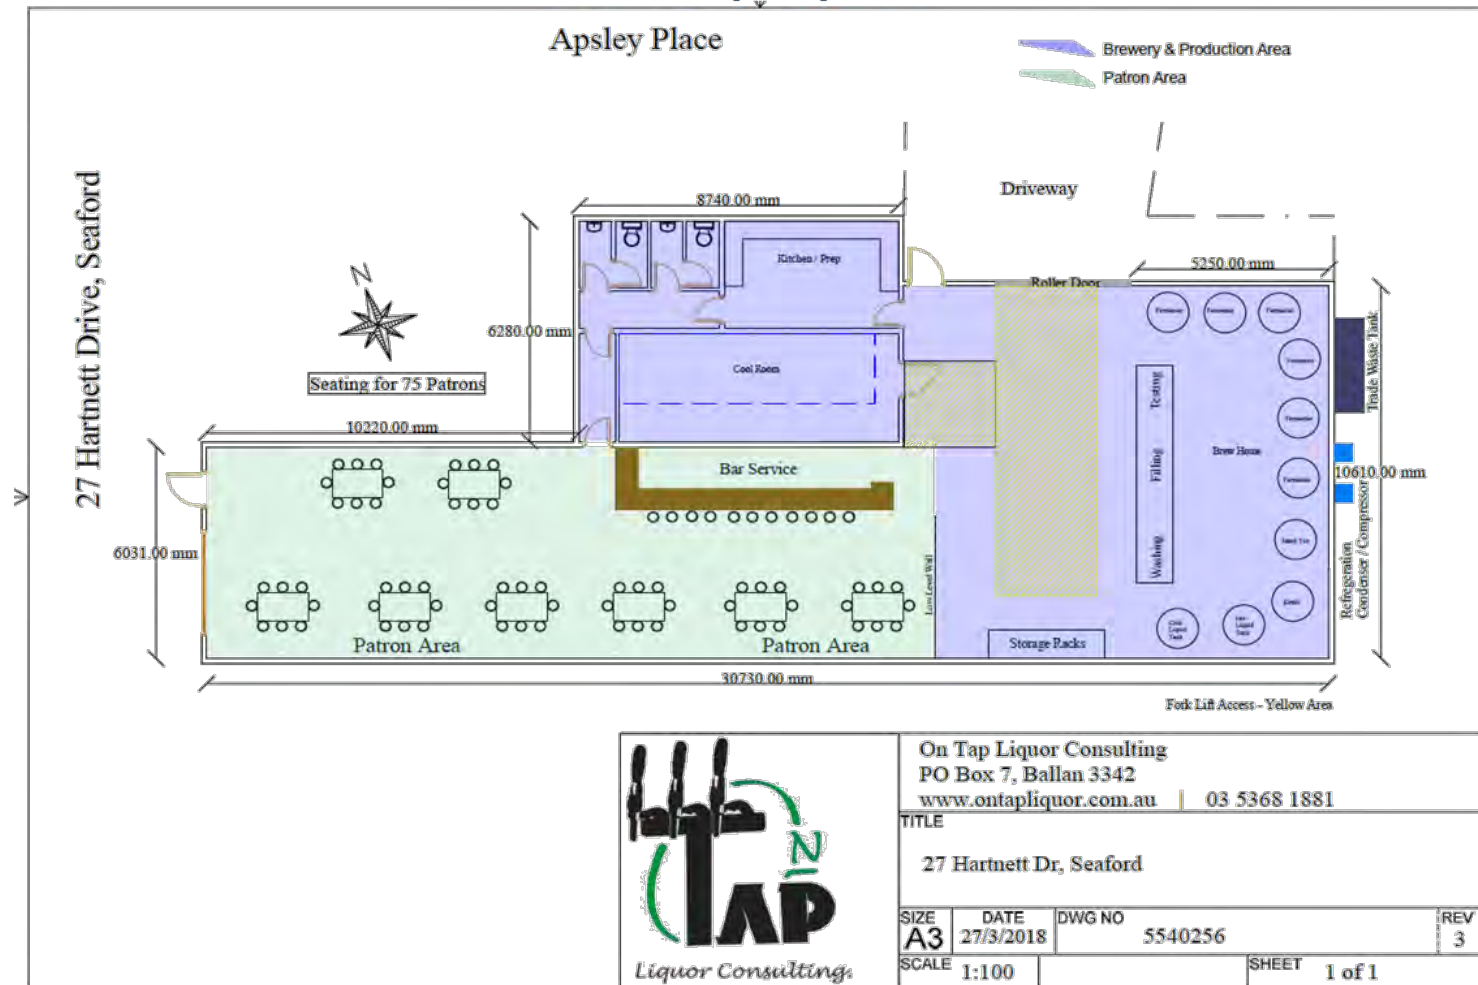 Apsley Place
Brewery & Production Area
Patron Area
27 Hartnett Drive, Seaford
Driveway
8740.00 mm
N
Kitchen / Prep
5250.00 mm
Roller Door
6280.00 mm
Seating for 75 Patrons
Cool Room
Trade Waste Tank
10220.00 mm
Testing
Filling
Washing
Brew House
10610.00 mm
Bar Service
6031.00 mm
Low Level Wall
Refregeration
Condenser / Compressor
Patron Area
Patron Area
Storage Racks
30730.00 mm
Fork Lift Access - Yellow Area
On Tap Liquor Consulting
PO Box 7, Ballan 3342
www.ontapliquor.com.au | 03 5368 1881
TITLE
27 Hartnett Dr, Seaford
SIZE
A3
DATE
27/3/2018
DWG NO
5540256
REV
3
SCALE 1:100
SHEET 1 of 1
TAP
Liquor Consulting